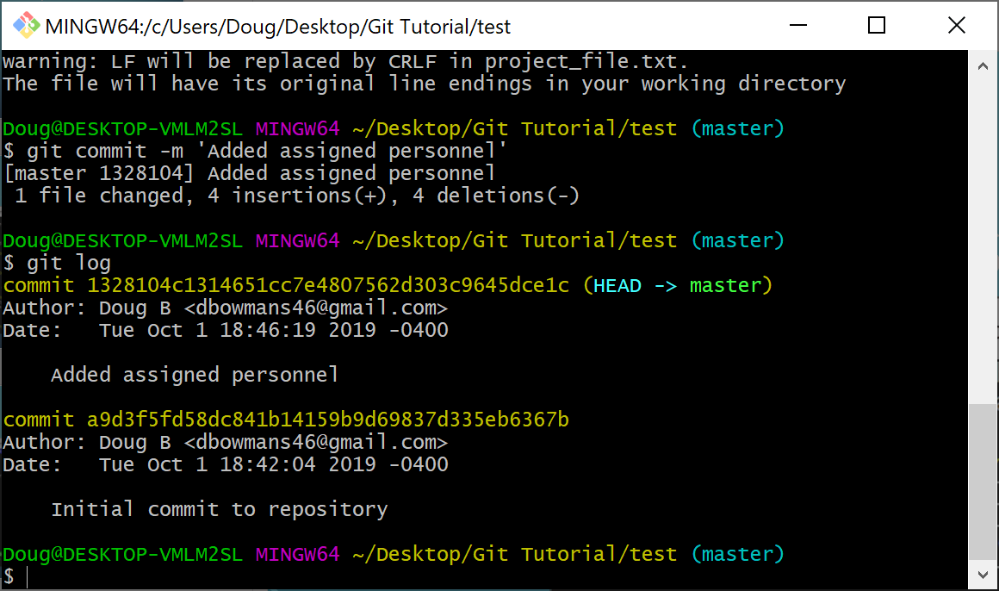 MINGW64:/c/Users/Doug/Desktop/Git Tutorial/test
warning: LF will be replaced by CRLF in project_file.txt.
The file will have its original line endings in your working directory
Doug@DESKTOP-VMLM2SL MINGW64 ~/Desktop/Git Tutorial/test (master)
$ git commit -m 'Added assigned personnel'
[master 1328104] Added assigned personnel
 1 file changed, 4 insertions(+), 4 deletions(-)
Doug@DESKTOP-VMLM2SL MINGW64 ~/Desktop/Git Tutorial/test (master)
$ git log
commit 1328104c1314651cc7e4807562d303c9645dce1c (HEAD -> master)
Author: Doug B <dbowmans46@gmail.com>
Date:   Tue Oct 1 18:46:19 2019 -0400
    Added assigned personnel
commit a9d3f5fd58dc841b14159b9d69837d335eb6367b
Author: Doug B <dbowmans46@gmail.com>
Date:   Tue Oct 1 18:42:04 2019 -0400
    Initial commit to repository
Doug@DESKTOP-VMLM2SL MINGW64 ~/Desktop/Git Tutorial/test (master)
$